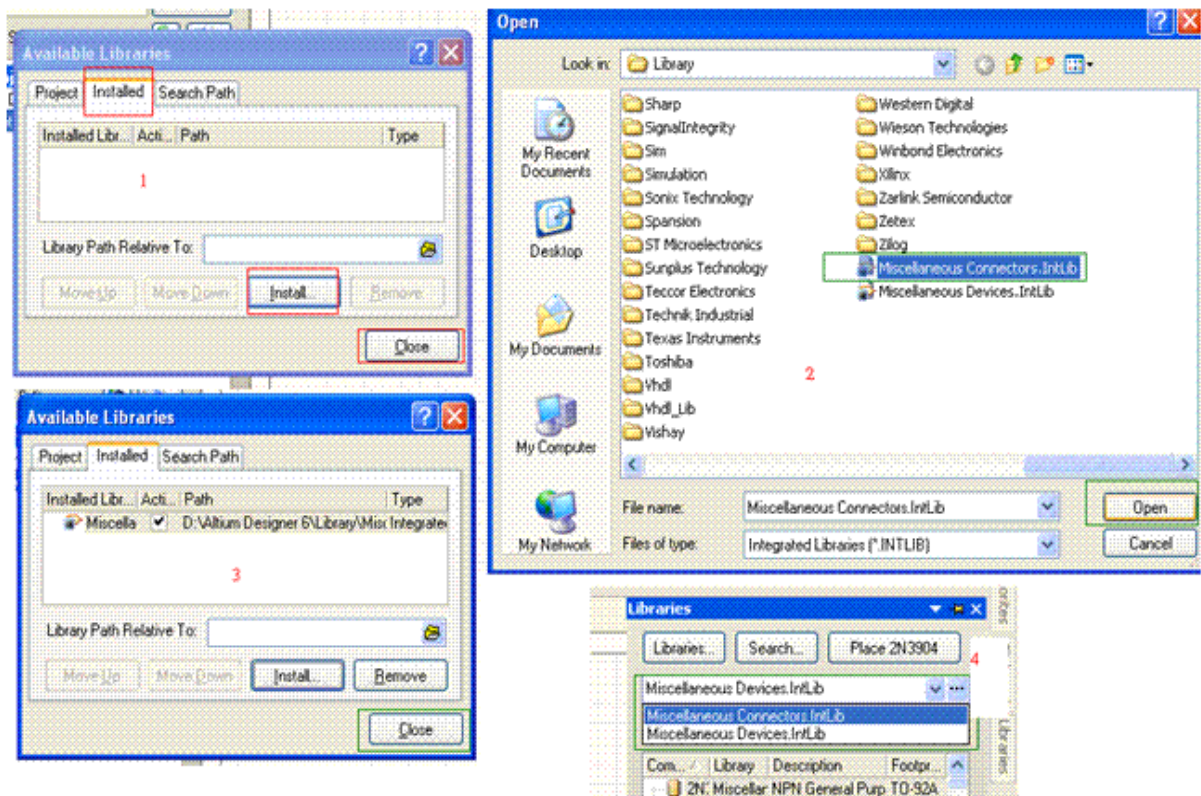 Available Libraries
Project Installed Search Path
Installed Libr... Acti... Path Type
1
Library Path Relative To:
Move Up Move Down Install... Remove
Close
Open
Look in: Library
My Recent Documents
Desktop
My Documents
My Computer
My Network
Sharp
SignalIntegrity
Sim
Simulation
Sonix Technology
Spansion
ST Microelectronics
Sunplus Technology
Teccor Electronics
Technik Industrial
Texas Instruments
Toshiba
Vhdl
Vhdl_Lib
Vishay
Western Digital
Wieson Technologies
Winbond Electronics
Xilinx
Zarlink Semiconductor
Zetex
Zilog
Miscellaneous Connectors.IntLib
Miscellaneous Devices.IntLib
2
File name: Miscellaneous Connectors.IntLib Open
Files of type: Integrated Libraries (*.INTLIB) Cancel
Available Libraries
Project Installed Search Path
Installed Libr... Acti... Path Type
Miscella D:\Altium Designer 6\Library\Misc Integrated
3
Library Path Relative To:
Move Up Move Down Install... Remove
Close
Libraries
Libraries... Search... Place 2N3904
4
Miscellaneous Devices.IntLib ...
Miscellaneous Connectors.IntLib
Miscellaneous Devices.IntLib
Com... Library Description Footpr...
2N: Miscellar NPN General Purp TO-92A
Libraries